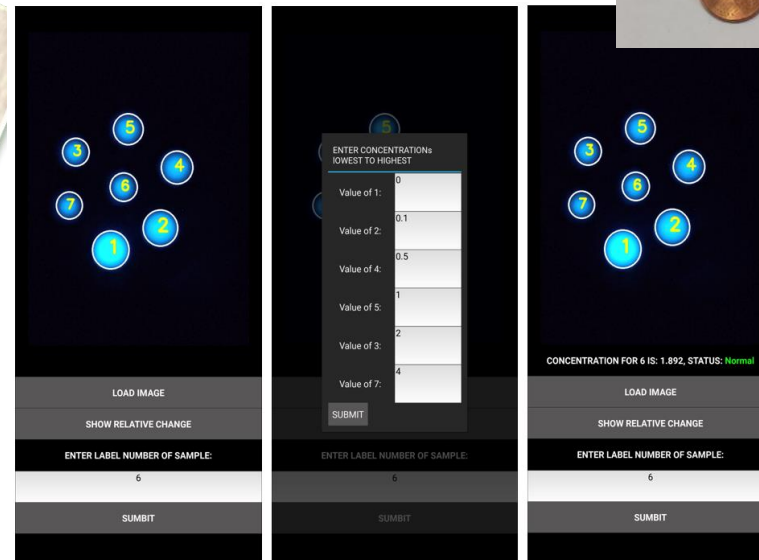 5
3
4
6
7
2
1
LOAD IMAGE
SHOW RELATIVE CHANGE
ENTER LABEL NUMBER OF SAMPLE:
6
SUMBIT
5
ENTER CONCENTRATIONs
lOWEST TO HIGHEST
Value of 1: 0
Value of 2: 0.1
Value of 4: 0.5
Value of 5: 1
Value of 3: 2
Value of 7: 4
SUBMIT
ENTER LABEL NUMBER OF SAMPLE:
6
SUMBIT
5
3
4
6
7
2
1
CONCENTRATION FOR 6 IS: 1.892, STATUS: Normal
LOAD IMAGE
SHOW RELATIVE CHANGE
ENTER LABEL NUMBER OF SAMPLE:
6
SUMBIT